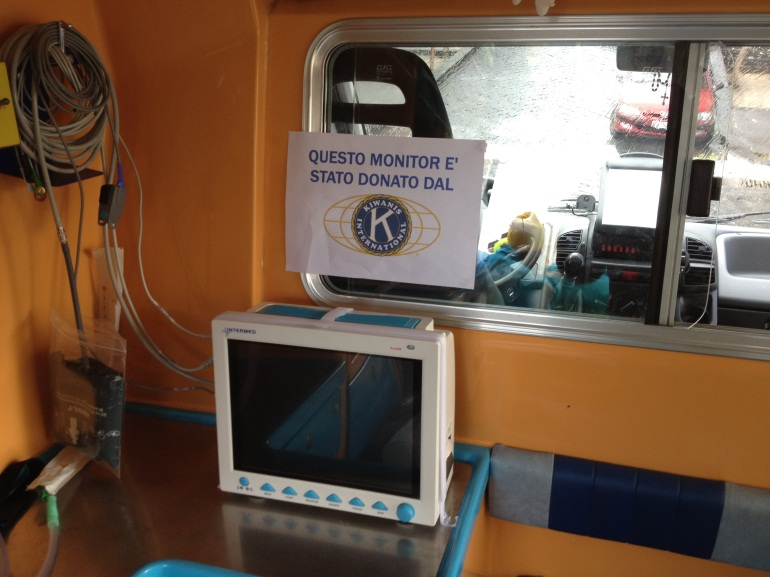 QUESTO MONITOR E'
STATO DONATO DAL
KIWANIS
K
INTERNATIONAL
INTERMED